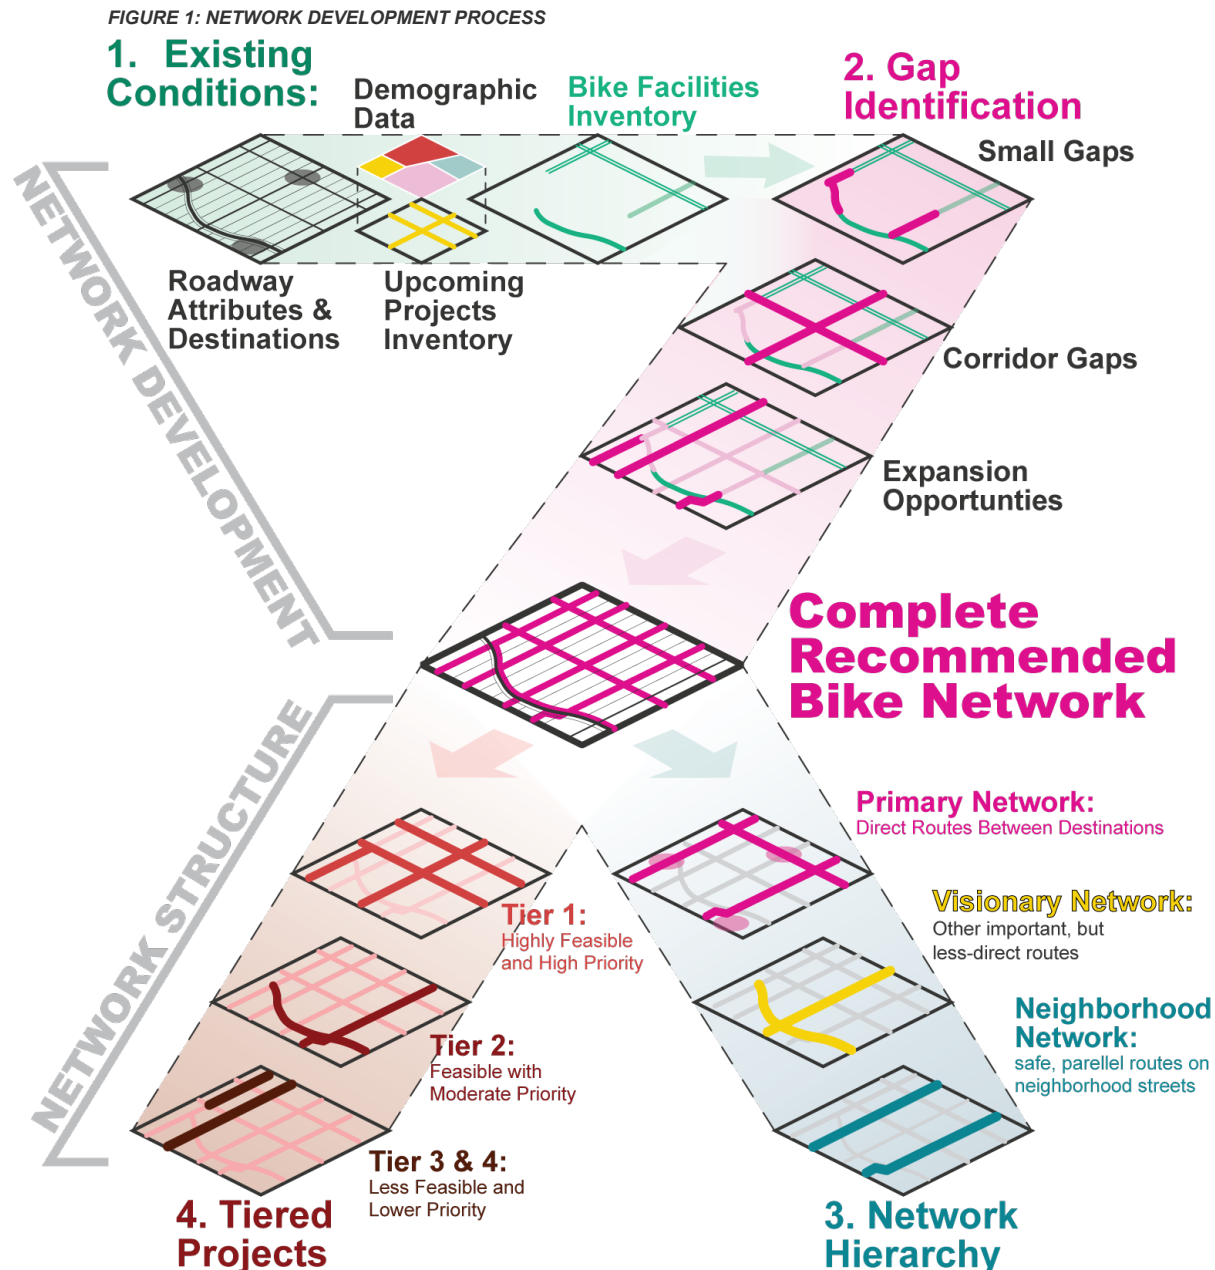 FIGURE 1: NETWORK DEVELOPMENT PROCESS
1. Existing
Conditions:
Demographic
Data
Bike Facilities
Inventory
2. Gap
Identification
Small Gaps
NETWORK DEVELOPMENT
Roadway
Attributes &
Destinations
Upcoming
Projects
Inventory
Corridor Gaps
Expansion
Opportunties
Complete
Recommended
Bike Network
NETWORK STRUCTURE
Primary Network:
Direct Routes Between Destinations
Visionary Network:
Other important, but
less-direct routes
Neighborhood
Network:
safe, parellel routes on
neighborhood streets
Tier 1:
Highly Feasible
and High Priority
Tier 2:
Feasible with
Moderate Priority
Tier 3 & 4:
Less Feasible and
Lower Priority
4. Tiered
Projects
3. Network
Hierarchy